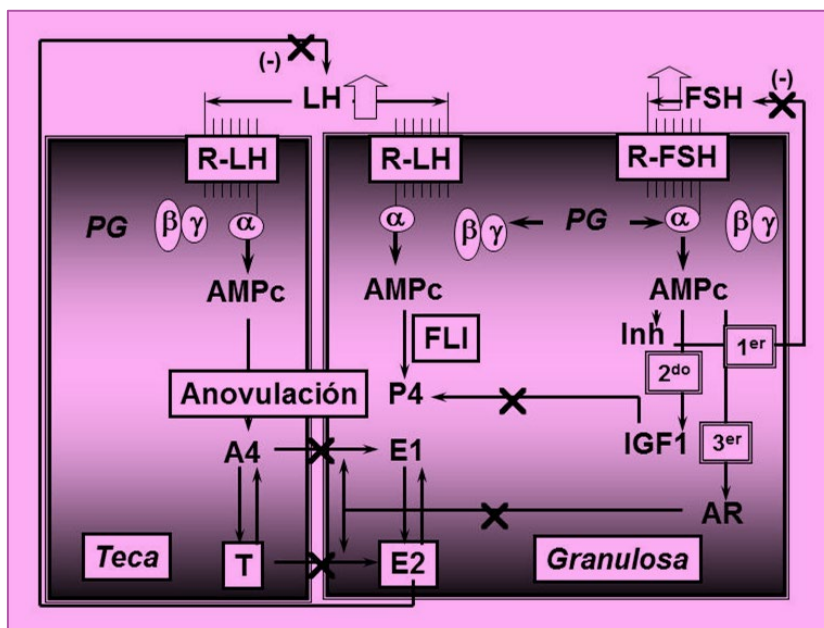 (-)
LH
FSH
(-)
R-LH
R-LH
R-FSH
PG
β γ
α
α
β γ
PG
α
β γ
AMPc
AMPc
AMPc
FLI
Inh
1er
2do
Anovulación
P4
IGF1
3er
A4
E1
AR
Teca
T
E2
Granulosa